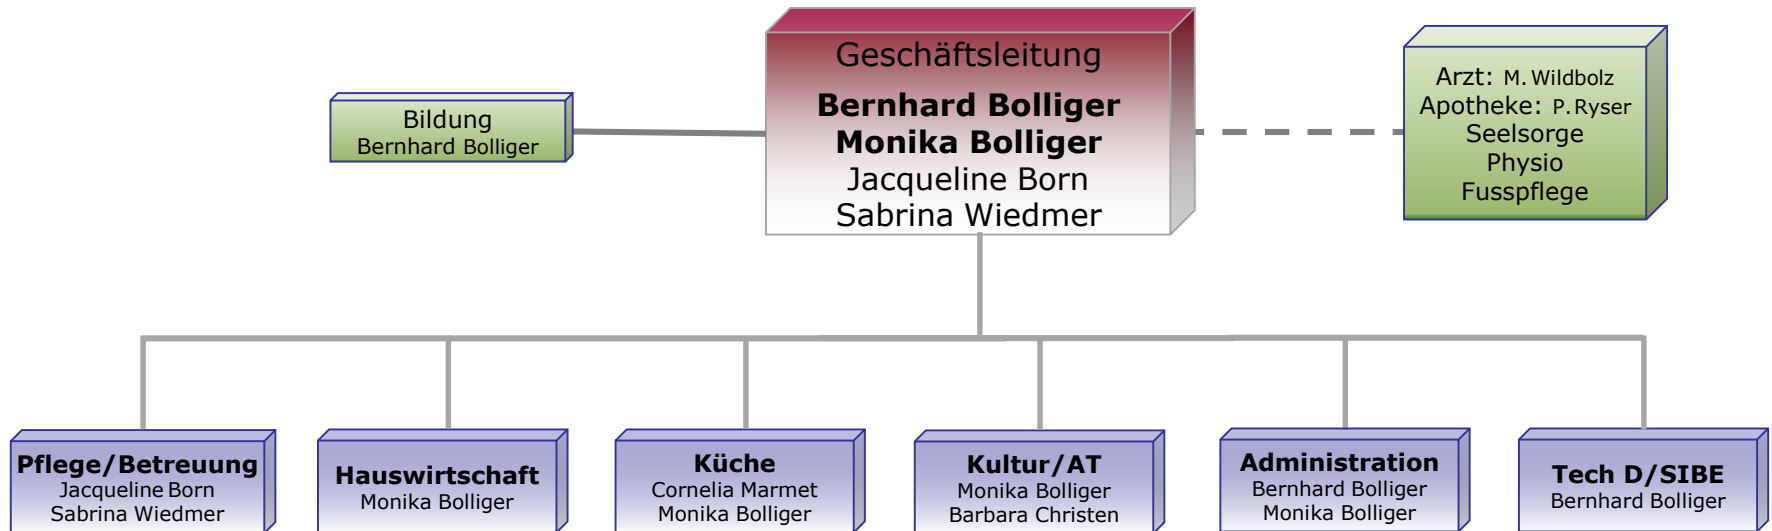 Geschäftsleitung
Bernhard Bolliger
Monika Bolliger
Jacqueline Born
Sabrina Wiedmer
Bildung
Bernhard Bolliger
Arzt: M. Wildbolz
Apotheke: P. Ryser
Seelsorge
Physio
Fusspflege
Pflege/Betreuung
Jacqueline Born
Sabrina Wiedmer
Hauswirtschaft
Monika Bolliger
Küche
Cornelia Marmet
Monika Bolliger
Kultur/AT
Monika Bolliger
Barbara Christen
Administration
Bernhard Bolliger
Monika Bolliger
Tech D/SIBE
Bernhard Bolliger